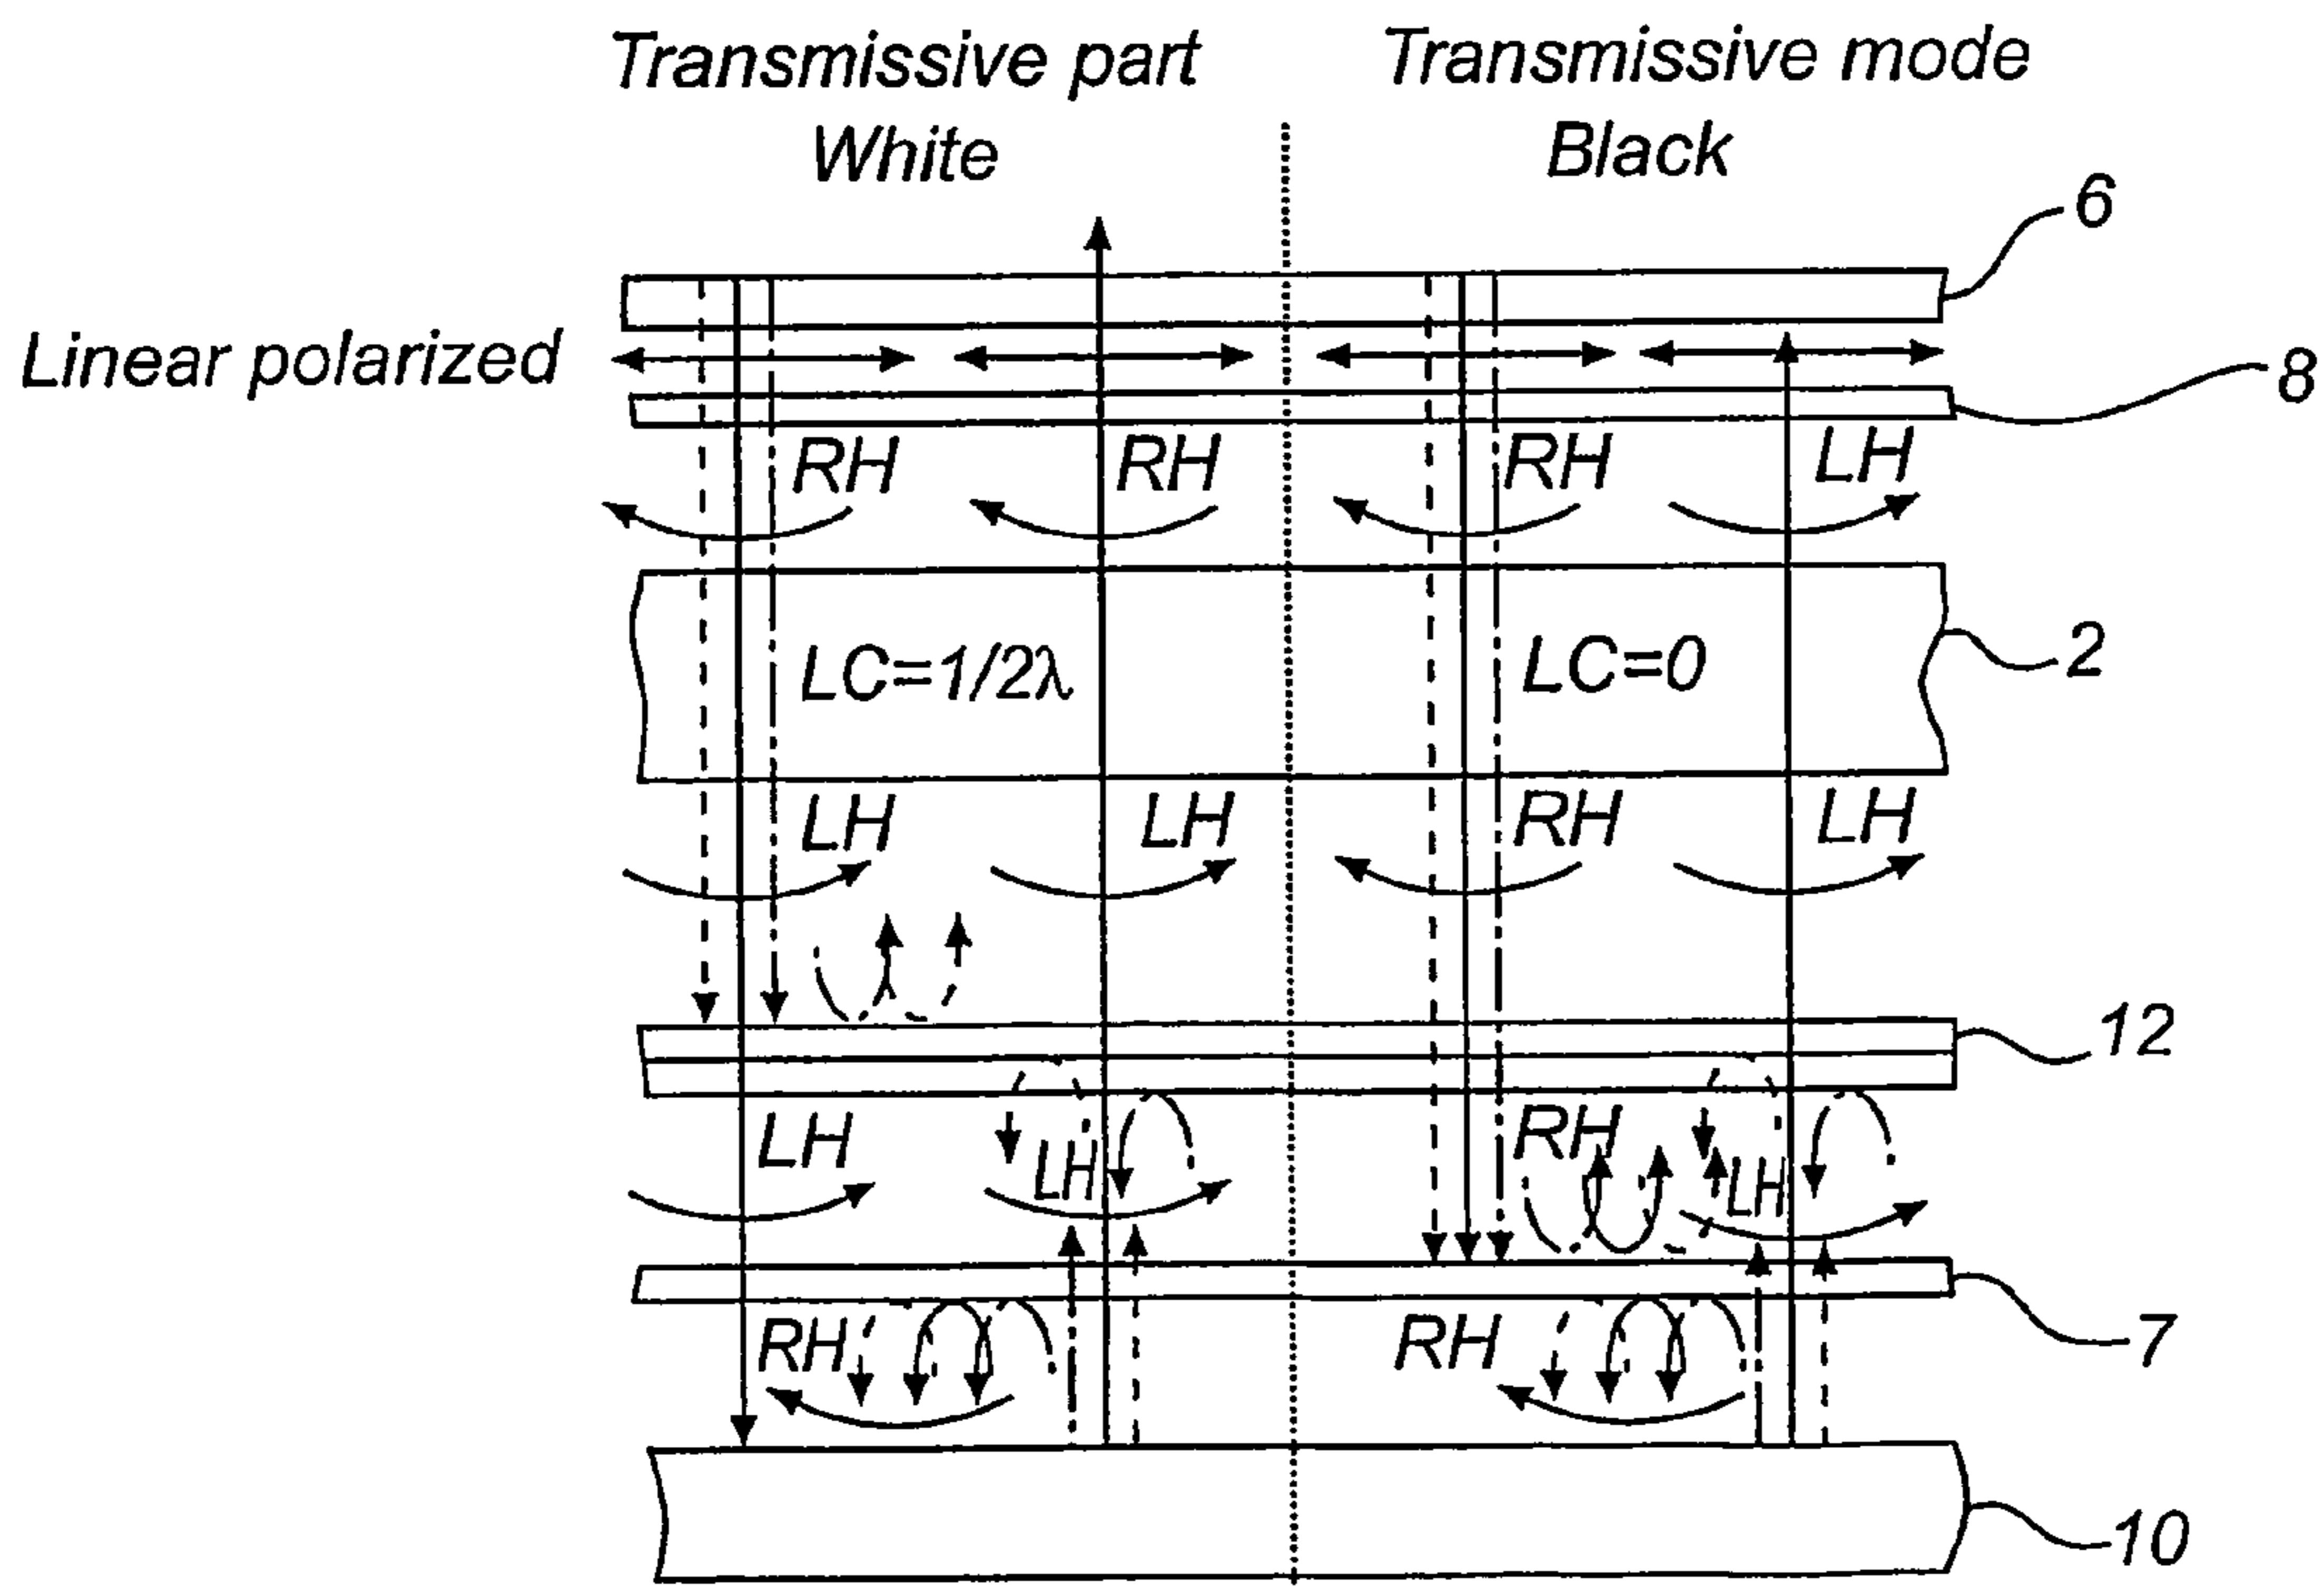 Transmissive part
White
Transmissive mode
Black
6
Linear polarized
8
RH
RH
RH
LH
LC=1/2λ
LC=0
2
LH
LH
RH
LH
12
LH
LH
RH
LH
RH
RH
7
10